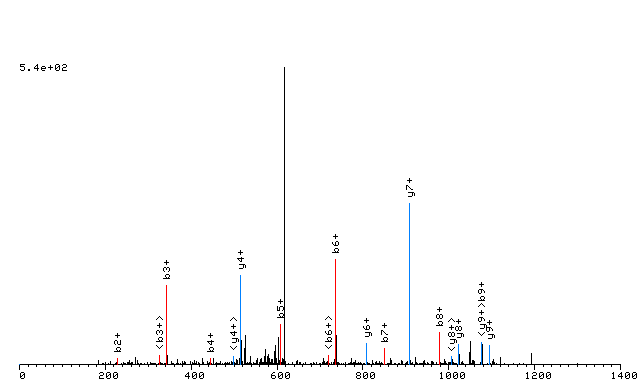 5.4e+02
y7+
b6+
y4+
b3+
b9+
y9+>
b5+
b8+
y8+>
y8+
y9+
b3+>
b6+>
y6+
y4+>
b2+
b4+
b7+
0 200 400 600 800 1000 1200 1400